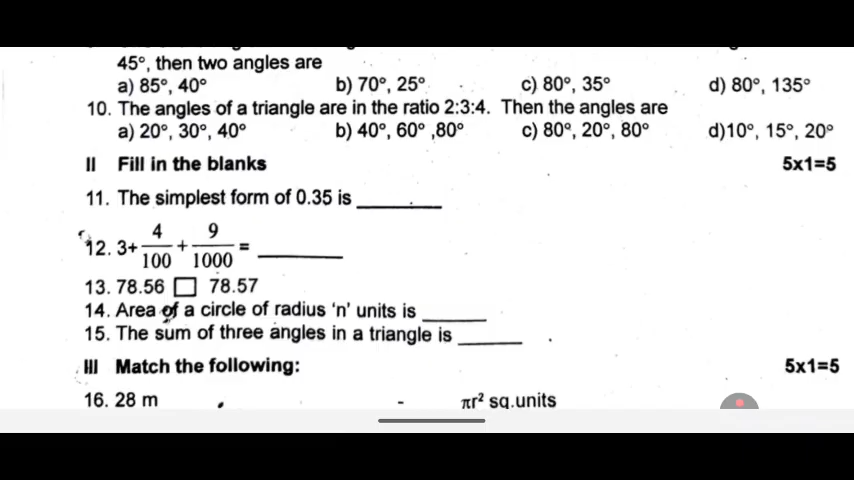 45°, then two angles are
a) 85°, 40° b) 70°, 25° c) 80°, 35° d) 80°, 135°
10. The angles of a triangle are in the ratio 2:3:4. Then the angles are
a) 20°, 30°, 40° b) 40°, 60° ,80° c) 80°, 20°, 80° d)10°, 15°, 20°
II Fill in the blanks 5x1=5
11. The simplest form of 0.35 is ________
12. 3+ 4/100 + 9/1000 = ________
13. 78.56 □ 78.57
14. Area of a circle of radius 'n' units is ______
15. The sum of three angles in a triangle is ______ .
III Match the following: 5x1=5
16. 28 m - πr² sq.units